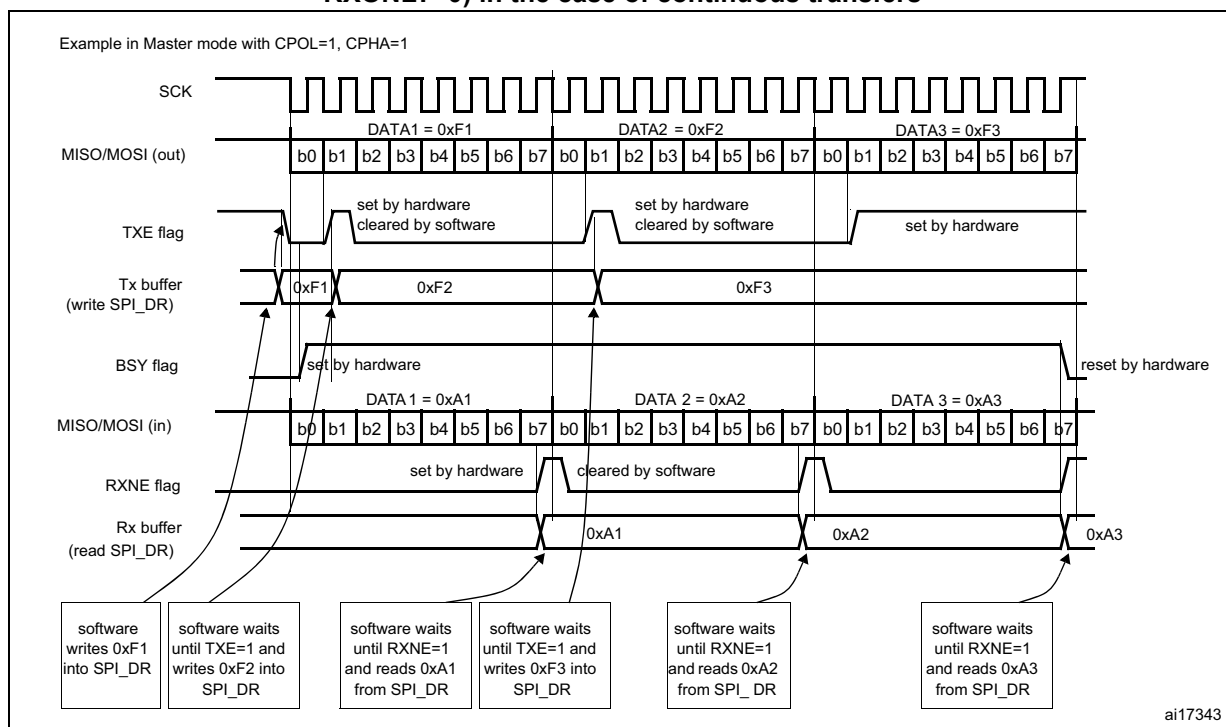 RXONLY=0) in the case of continuous transfers
Example in Master mode with CPOL=1, CPHA=1
SCK
DATA1 = 0xF1 DATA2 = 0xF2 DATA3 = 0xF3
MISO/MOSI (out) b0 b1 b2 b3 b4 b5 b6 b7 b0 b1 b2 b3 b4 b5 b6 b7 b0 b1 b2 b3 b4 b5 b6 b7
set by hardware
cleared by software
set by hardware
cleared by software
set by hardware
TXE flag
Tx buffer
(write SPI_DR)
0xF1 0xF2 0xF3
BSY flag set by hardware reset by hardware
DATA 1 = 0xA1 DATA 2 = 0xA2 DATA 3 = 0xA3
MISO/MOSI (in) b0 b1 b2 b3 b4 b5 b6 b7 b0 b1 b2 b3 b4 b5 b6 b7 b0 b1 b2 b3 b4 b5 b6 b7
set by hardware cleared by software
RXNE flag
Rx buffer
(read SPI_DR)
0xA1 0xA2 0xA3
software
writes 0xF1
into SPI_DR
software waits
until TXE=1 and
writes 0xF2 into
SPI_DR
software waits
until RXNE=1
and reads 0xA1
from SPI_DR
software waits
until TXE=1 and
writes 0xF3 into
SPI_DR
software waits
until RXNE=1
and reads 0xA2
from SPI_ DR
software waits
until RXNE=1
and reads 0xA3
from SPI_DR
ai17343